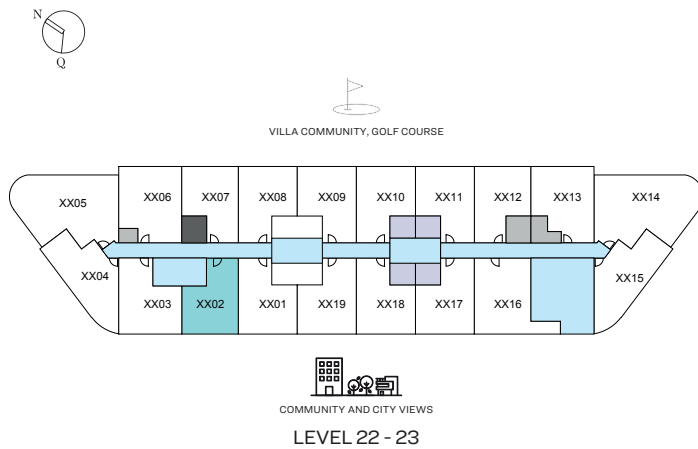 N
Q
VILLA COMMUNITY, GOLF COURSE
XX05
XX06
XX07
XX08
XX09
XX10
XX11
XX12
XX13
XX14
XX04
XX03
XX02
XX01
XX19
XX18
XX17
XX16
XX15
COMMUNITY AND CITY VIEWS
LEVEL 22 - 23